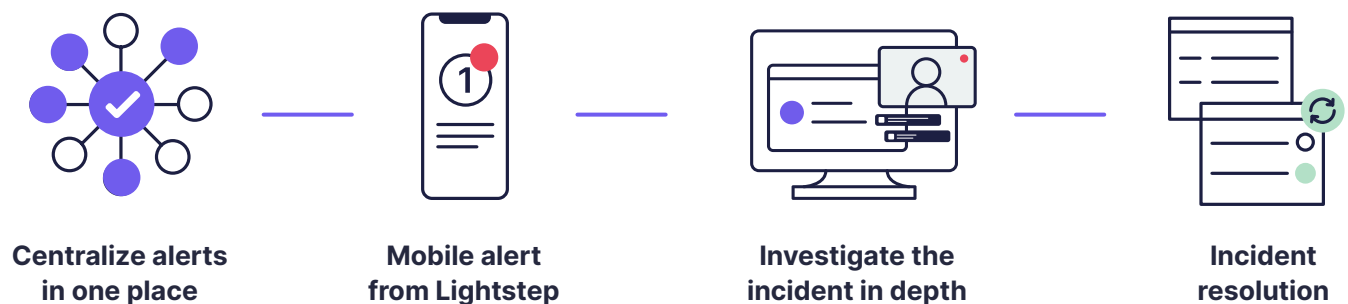 1
Centralize alerts
in one place
Mobile alert
from Lightstep
Investigate the
incident in depth
Incident
resolution